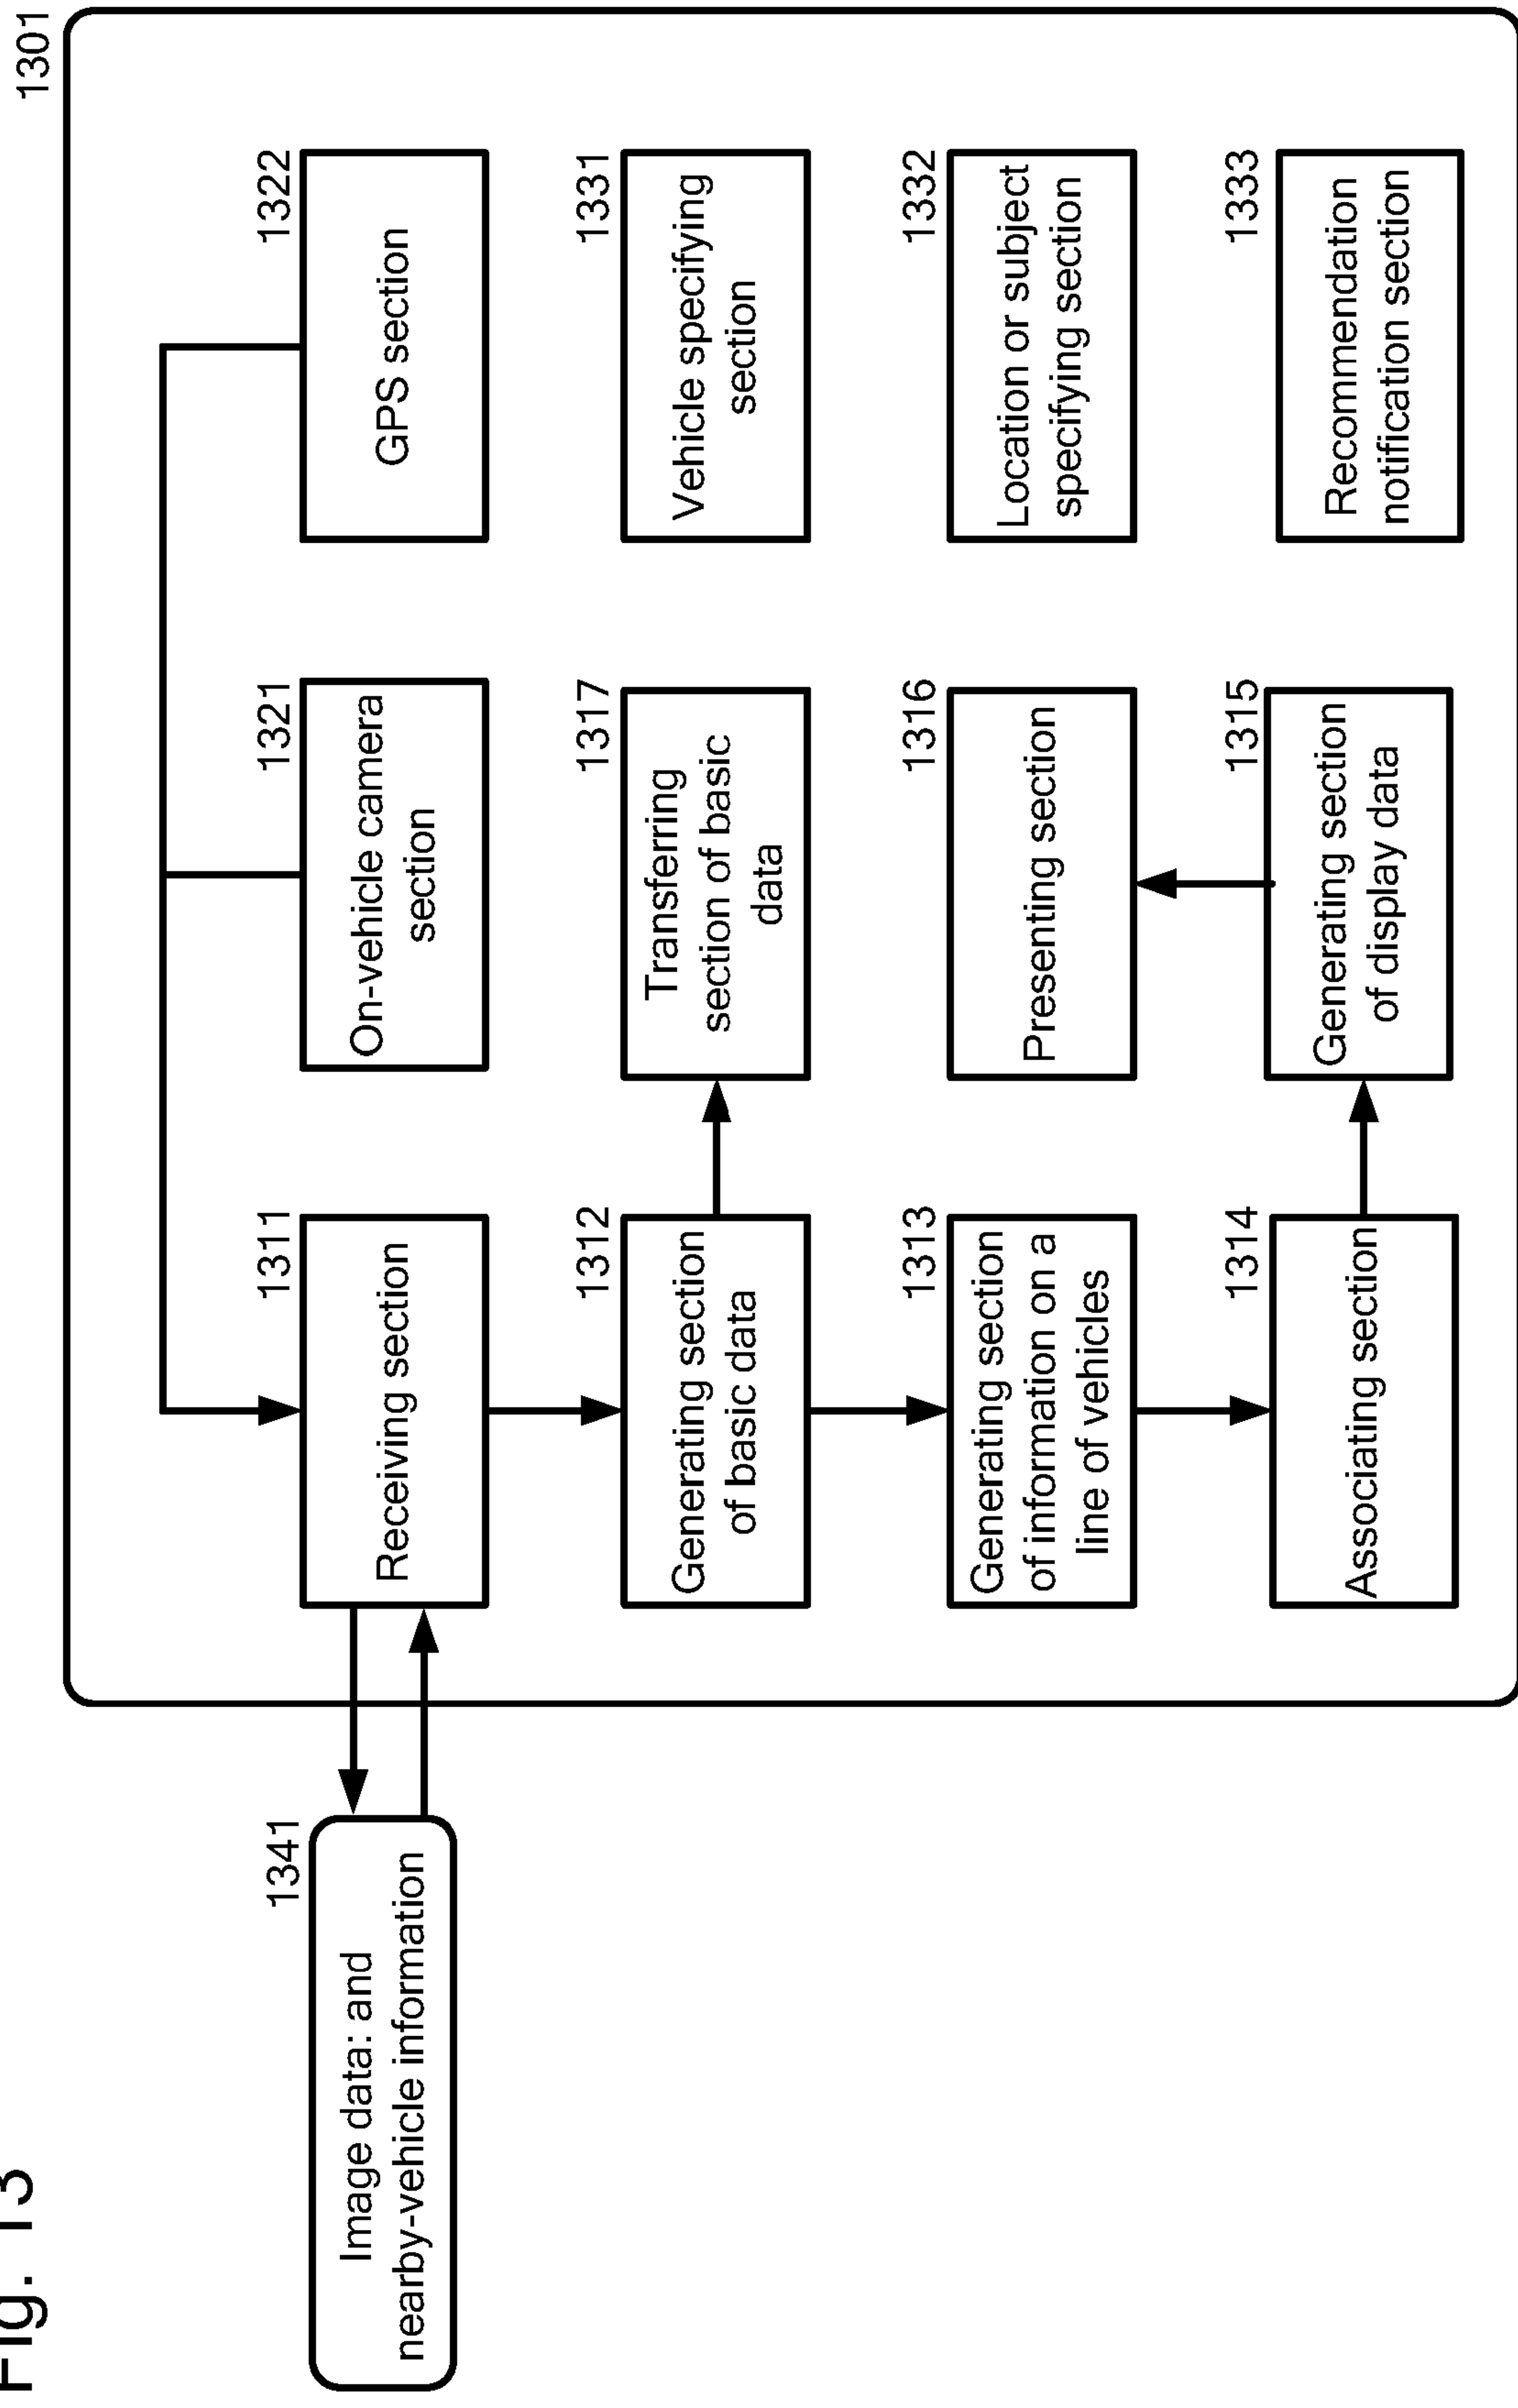 Fig. 13
1301
1341
Image data: and
nearby-vehicle information
1311
Receiving section
1321
On-vehicle camera
section
1322
GPS section
1312
Generating section
of basic data
1317
Transferring
section of basic
data
1331
Vehicle specifying
section
1313
Generating section
of information on a
line of vehicles
1316
Presenting section
1332
Location or subject
specifying section
1314
Associating section
1315
Generating section
of display data
1333
Recommendation
notification section